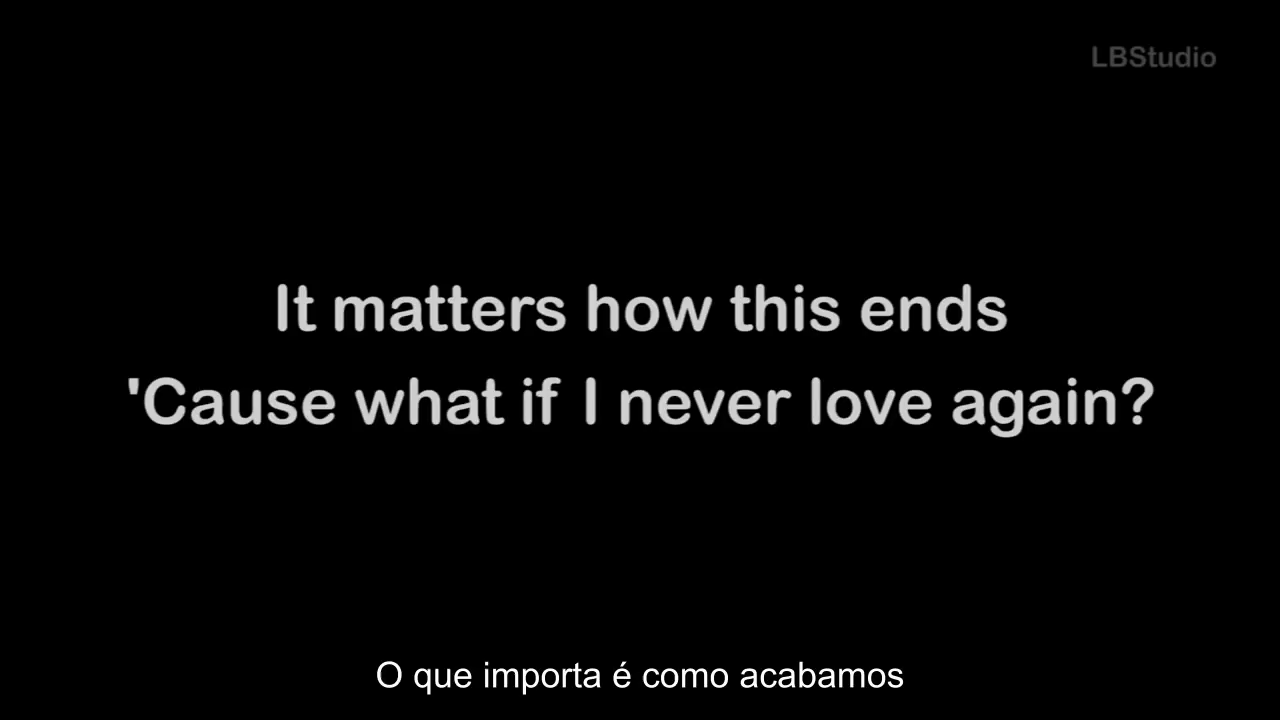 LBStudio
It matters how this ends
'Cause what if I never love again?
O que importa é como acabamos